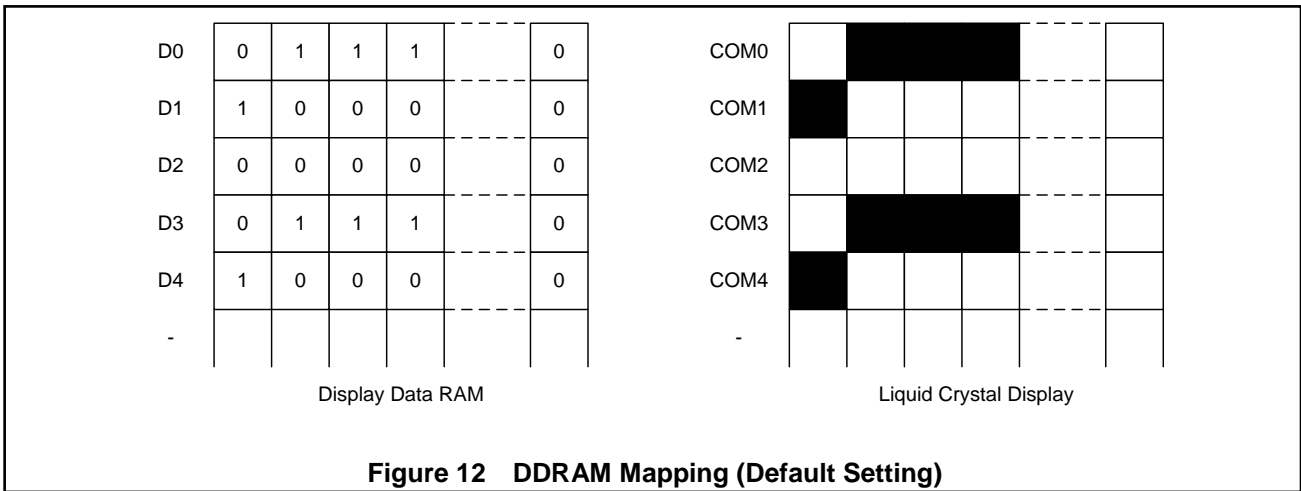 D0 0 1 1 1 0 COM0
D1 1 0 0 0 0 COM1
D2 0 0 0 0 0 COM2
D3 0 1 1 1 0 COM3
D4 1 0 0 0 0 COM4
- -
Display Data RAM Liquid Crystal Display
Figure 12 DDRAM Mapping (Default Setting)